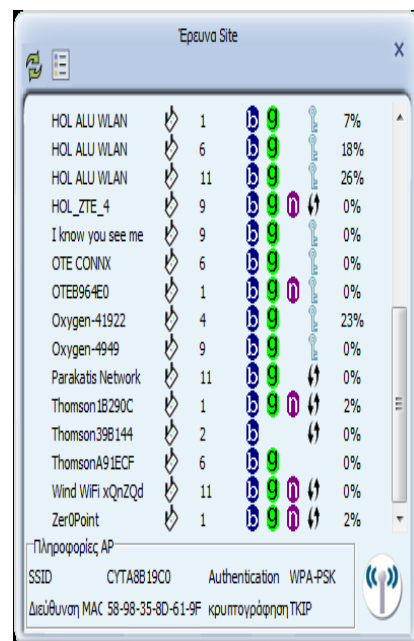 Έρευνα Site
HOL ALU WLAN 1 b g 7%
HOL ALU WLAN 6 b g 18%
HOL ALU WLAN 11 b g 26%
HOL_ZTE_4 9 b g n 0%
I know you see me 9 b g 0%
OTE CONNX 6 b g 0%
OTEB964E0 1 b g n 0%
Oxygen-41922 4 b g 23%
Oxygen-4949 9 b g 0%
Parakatis Network 11 b g 0%
Thomson1B290C 1 b g n 2%
Thomson39B144 2 b 0%
ThomsonA91ECF 6 b g 0%
Wind WiFi xQnZQd 11 b g n 0%
Zer0Point 1 b g n 2%
Πληροφορίες AP
SSID CYTA8B19C0 Authentication WPA-PSK
Διεύθυνση MAC 58-98-35-8D-61-9F κρυπτογράφηση TKIP